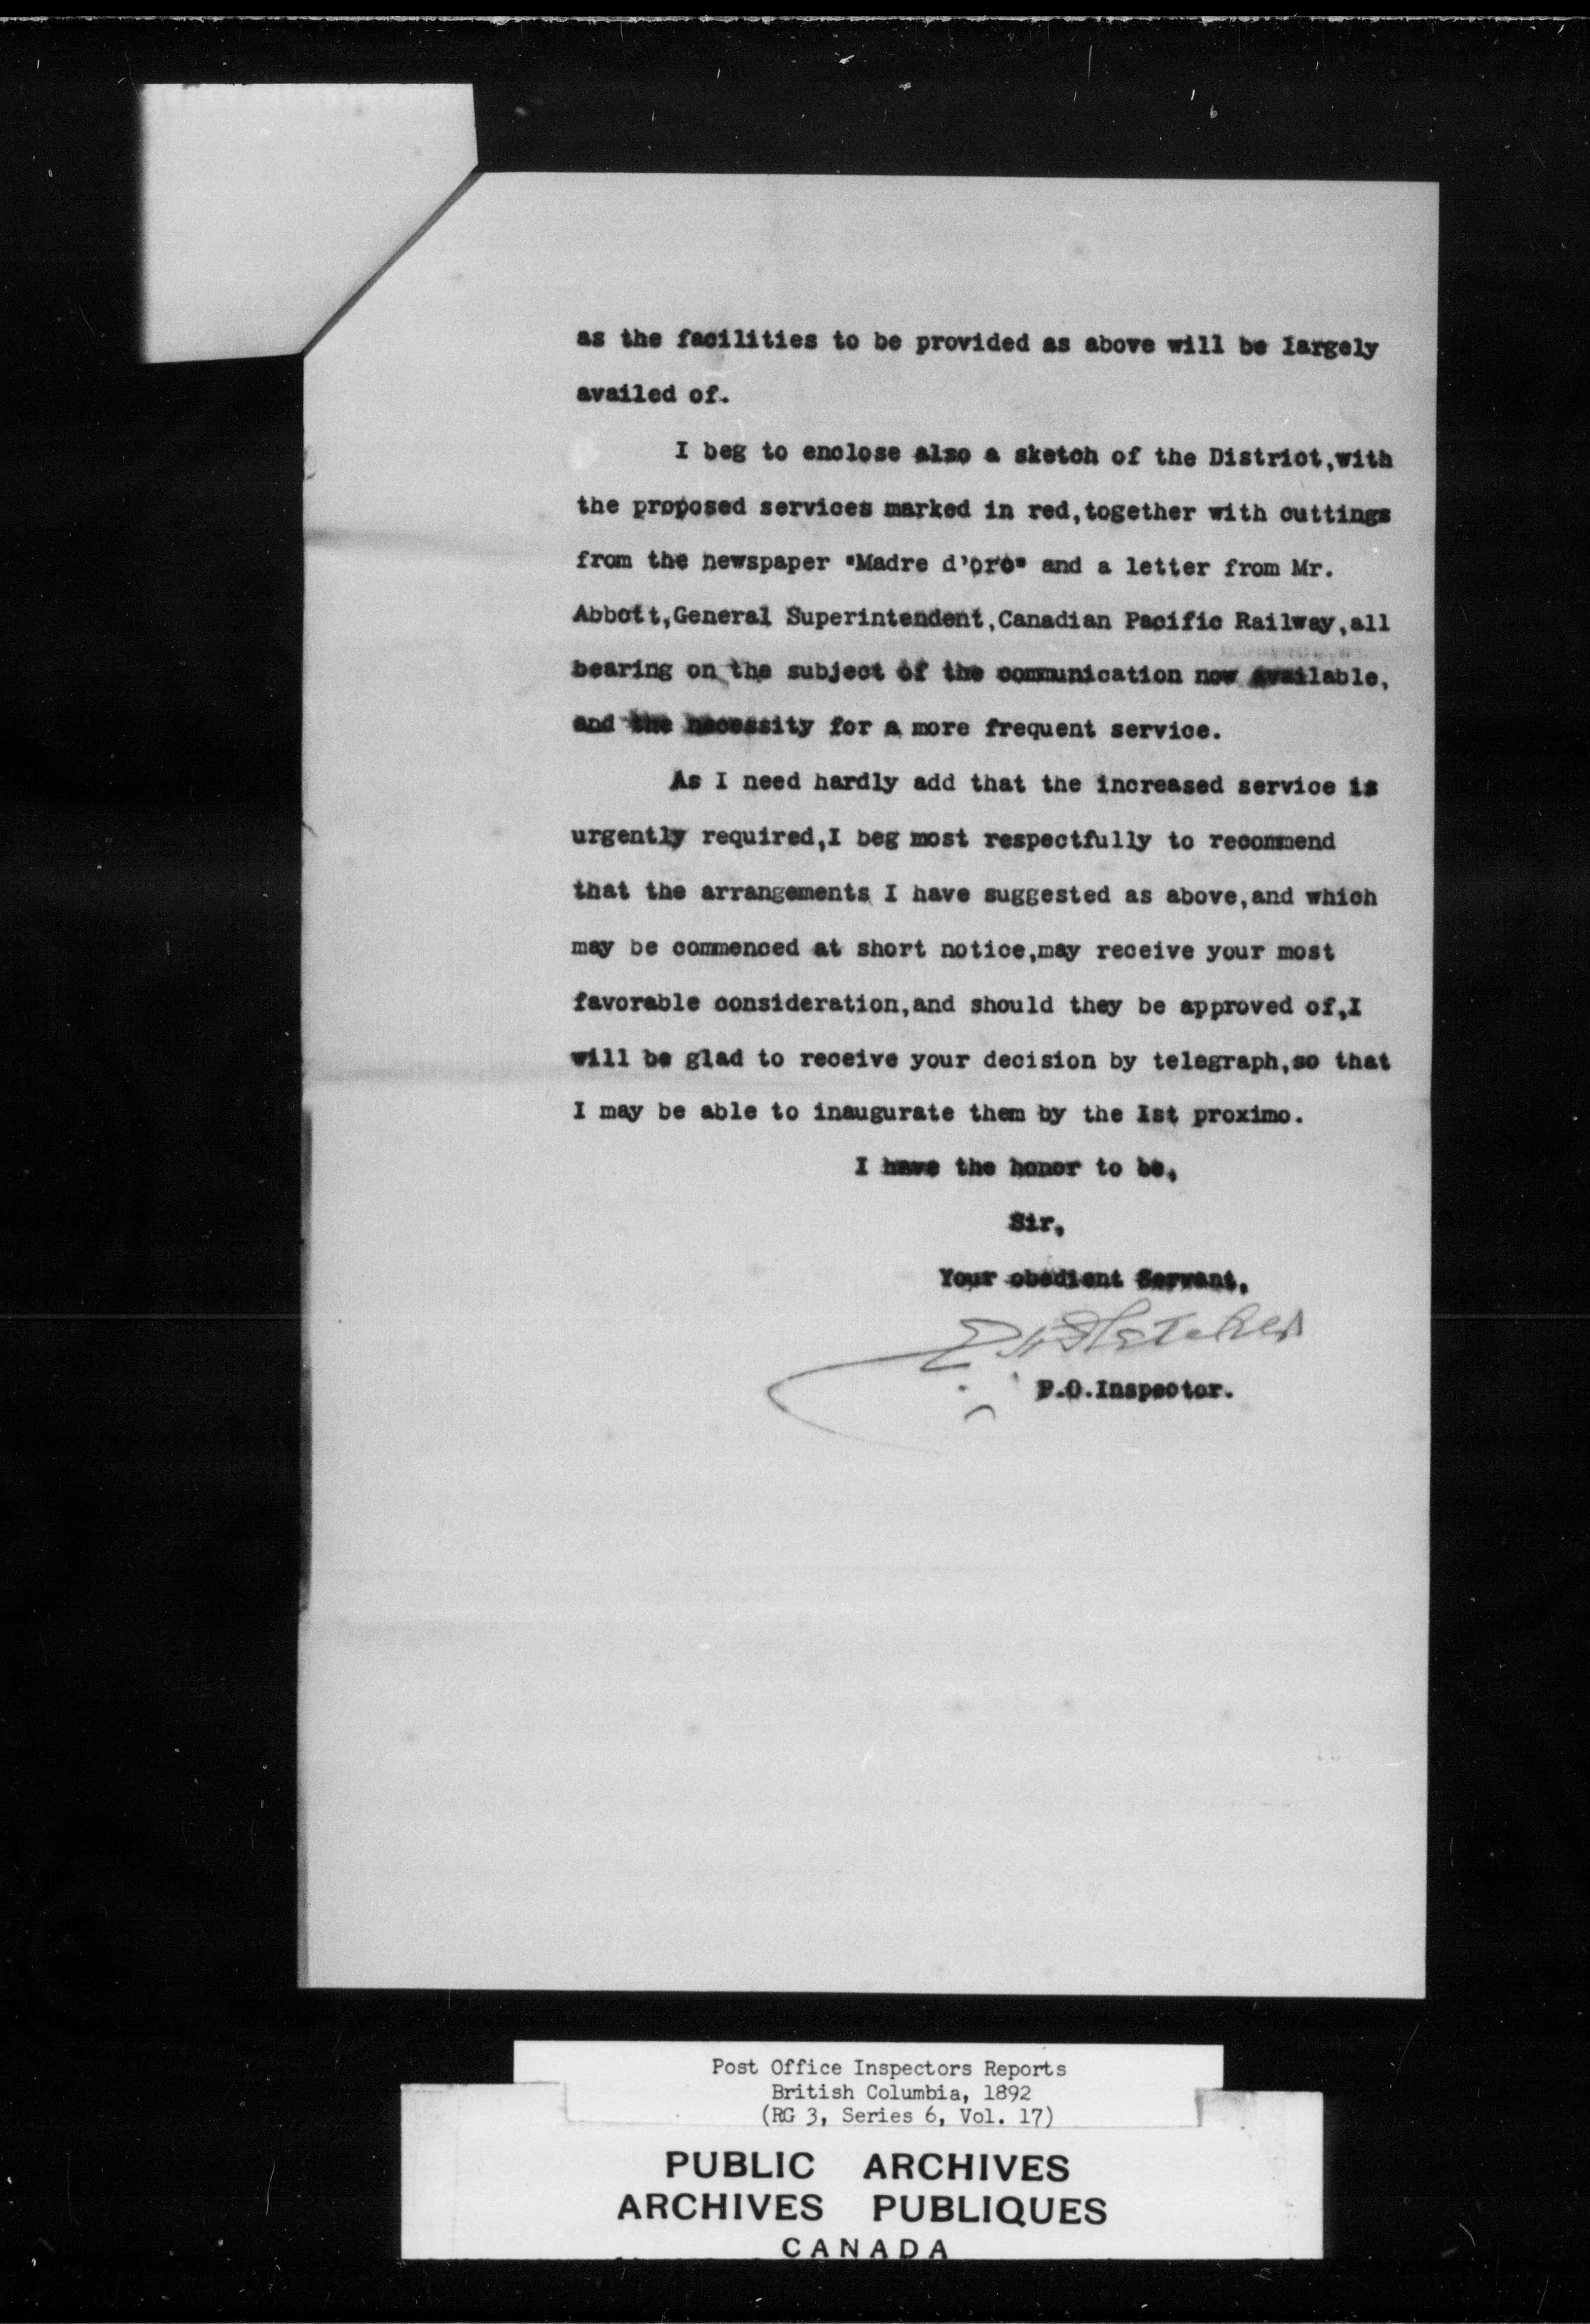 as the facilities to be provided as above will be largely
availed of.
I beg to enclose also a sketch of the District,with
the proposed services marked in red,together with cuttings
from the newspaper "Madre d'oro" and a letter from Mr.
Abbott,General Superintendent,Canadian Pacific Railway,all
bearing on the subject of the communication now available,
and the necessity for a more frequent service.
As I need hardly add that the increased service is
urgently required,I beg most respectfully to recommend
that the arrangements I have suggested as above,and which
may be commenced at short notice,may receive your most
favorable consideration,and should they be approved of,I
will be glad to receive your decision by telegraph,so that
I may be able to inaugurate them by the Ist proximo.
I have the honor to be,
Sir,
Your obedient Servant,
Fletcher
P.O.Inspector.
Post Office Inspectors Reports
British Columbia, 1892
(RG 3, Series 6, Vol. 17)
PUBLIC ARCHIVES
ARCHIVES PUBLIQUES
CANADA